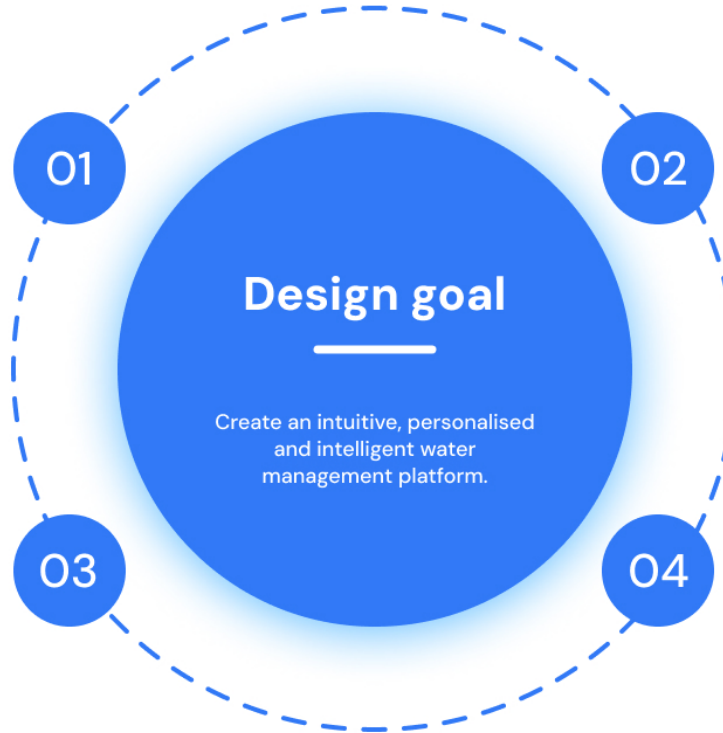 01
02
Design goal
Create an intuitive, personalised
and intelligent water
management platform.
03
04